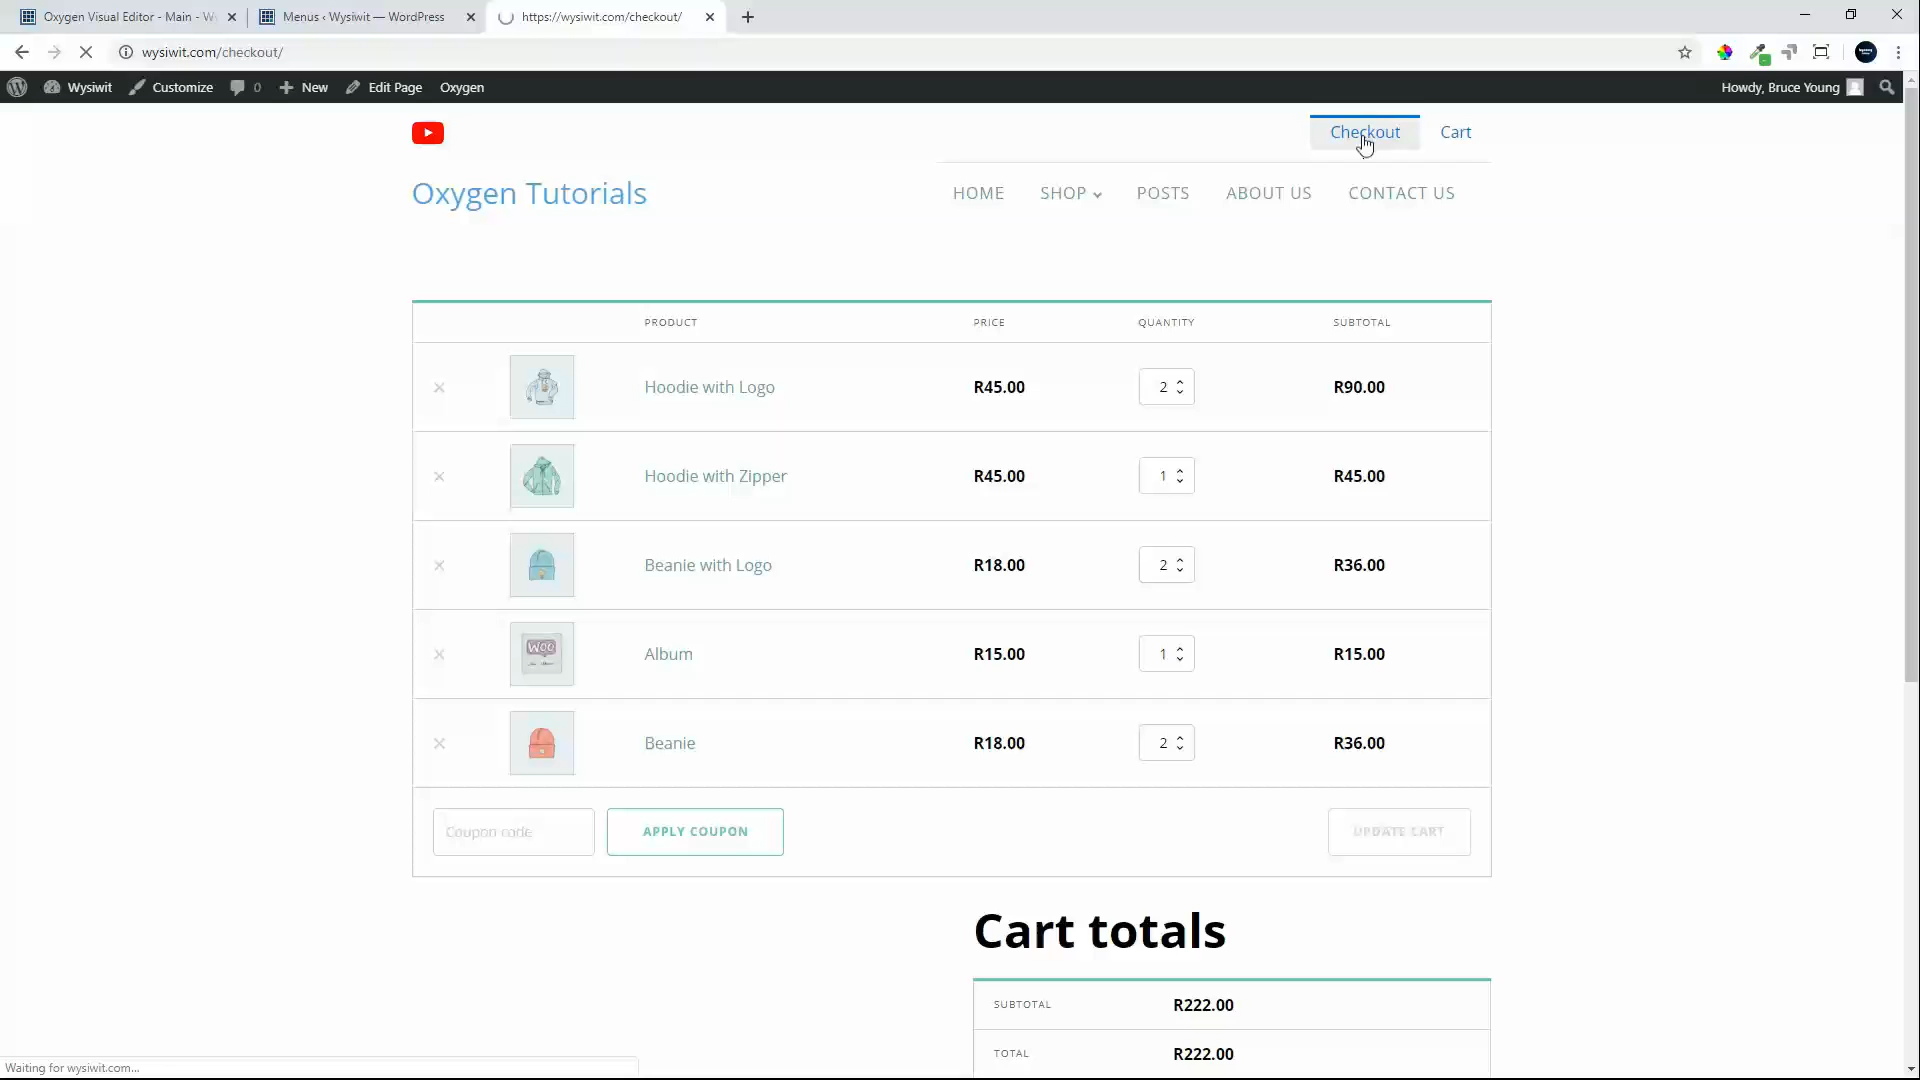 Oxygen Visual Editor - Main - W
Menus ‹ Wysiwit — WordPress
https://wysiwit.com/checkout/
wysiwit.com/checkout/
Wysiwit
Customize
0
New
Edit Page
Oxygen
Howdy, Bruce Young
Checkout
Cart
Oxygen Tutorials
HOME
SHOP
POSTS
ABOUT US
CONTACT US
PRODUCT PRICE QUANTITY SUBTOTAL
Hoodie with Logo R45.00 2 R90.00
Hoodie with Zipper R45.00 1 R45.00
Beanie with Logo R18.00 2 R36.00
WOO
Album R15.00 1 R15.00
Beanie R18.00 2 R36.00
Coupon code
APPLY COUPON
UPDATE CART
Cart totals
SUBTOTAL R222.00
TOTAL R222.00
Waiting for wysiwit.com...